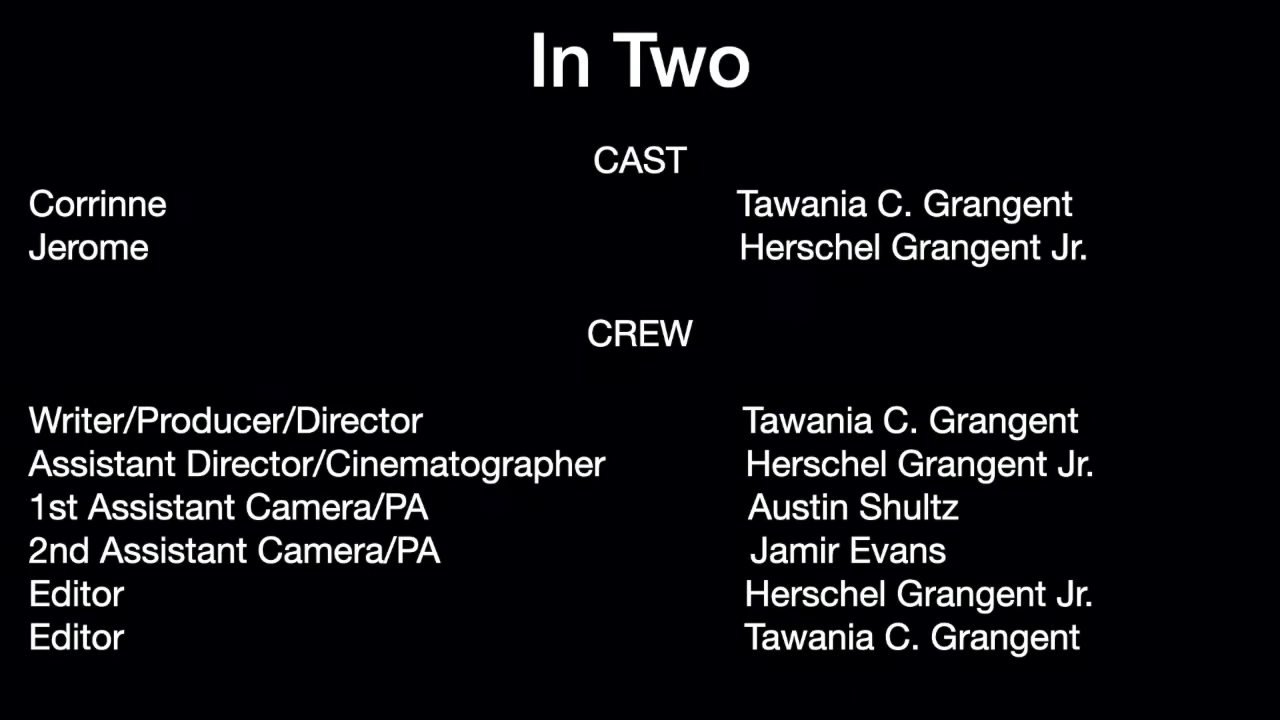 In Two
CAST
Corrinne Tawania C. Grangent
Jerome Herschel Grangent Jr.
CREW
Writer/Producer/Director Tawania C. Grangent
Assistant Director/Cinematographer Herschel Grangent Jr.
1st Assistant Camera/PA Austin Shultz
2nd Assistant Camera/PA Jamir Evans
Editor Herschel Grangent Jr.
Editor Tawania C. Grangent